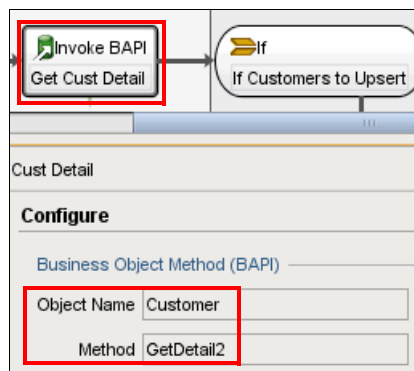 Invoke BAPI
If
Get Cust Detail
If Customers to Upsert
Cust Detail
Configure
Business Object Method (BAPI)
Object Name Customer
Method GetDetail2